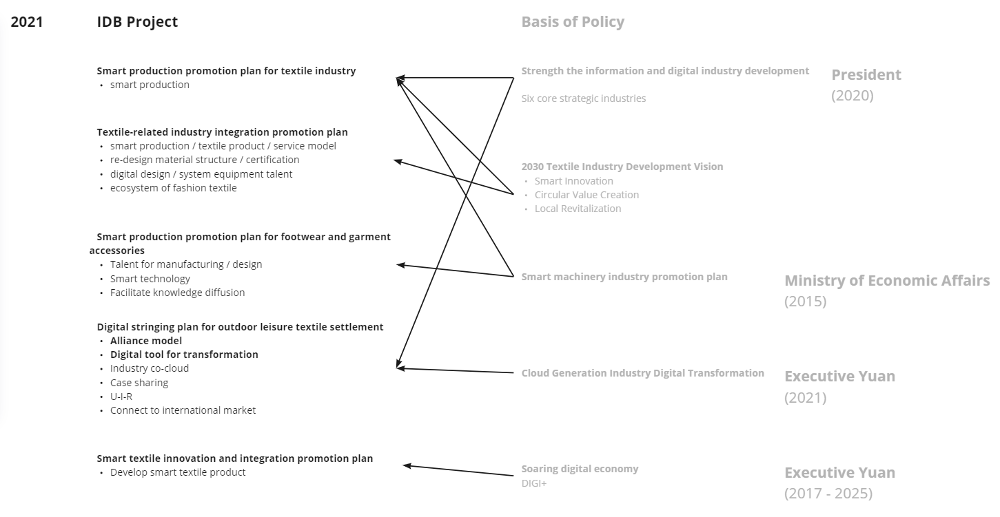 2021
IDB Project
Basis of Policy
Smart production promotion plan for textile industry
• smart production
Strength the information and digital industry development
Six core strategic industries
President
(2020)
Textile-related industry integration promotion plan
• smart production / textile product / service model
• re-design material structure / certification
• digital design / system equipment talent
• ecosystem of fashion textile
2030 Textile Industry Development Vision
• Smart Innovation
• Circular Value Creation
• Local Revitalization
Smart production promotion plan for footwear and garment
accessories
• Talent for manufacturing / design
• Smart technology
• Facilitate knowledge diffusion
Smart machinery industry promotion plan
Ministry of Economic Affairs
(2015)
Digital stringing plan for outdoor leisure textile settlement
• Alliance model
• Digital tool for transformation
• Industry co-cloud
• Case sharing
• U-I-R
• Connect to international market
Cloud Generation Industry Digital Transformation
Executive Yuan
(2021)
Smart textile innovation and integration promotion plan
• Develop smart textile product
Soaring digital economy
DIGI+
Executive Yuan
(2017 - 2025)